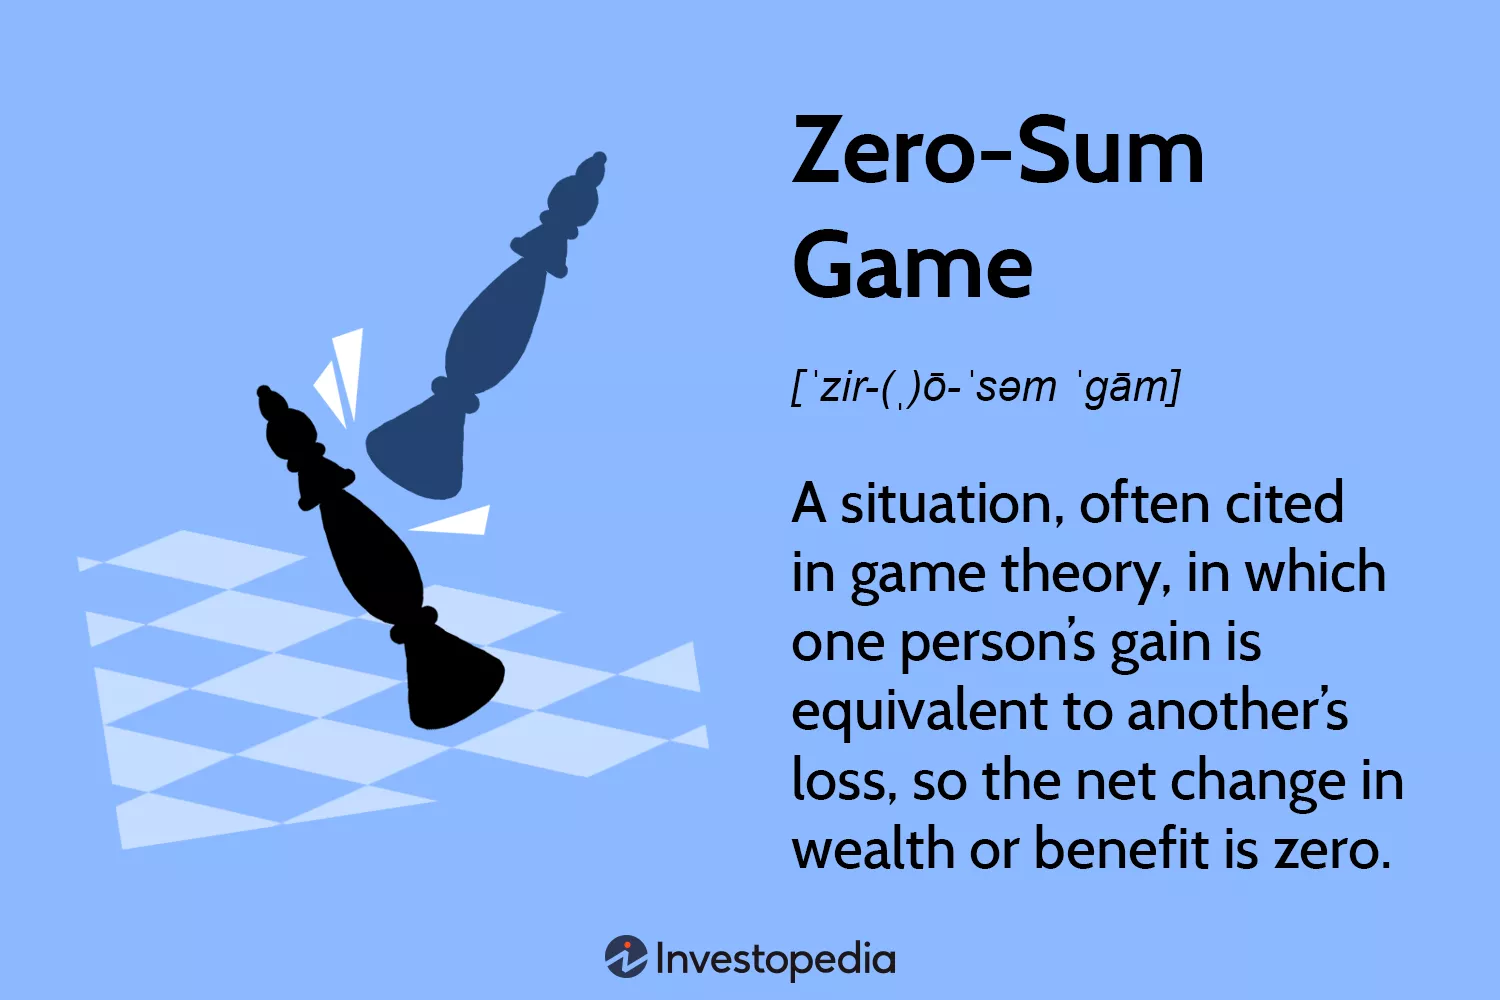 Zero-Sum
Game
[ˈzir-(ˌ)ō-ˈsəm ˈgām]
A situation, often cited
in game theory, in which
one person’s gain is
equivalent to another’s
loss, so the net change in
wealth or benefit is zero.
Investopedia